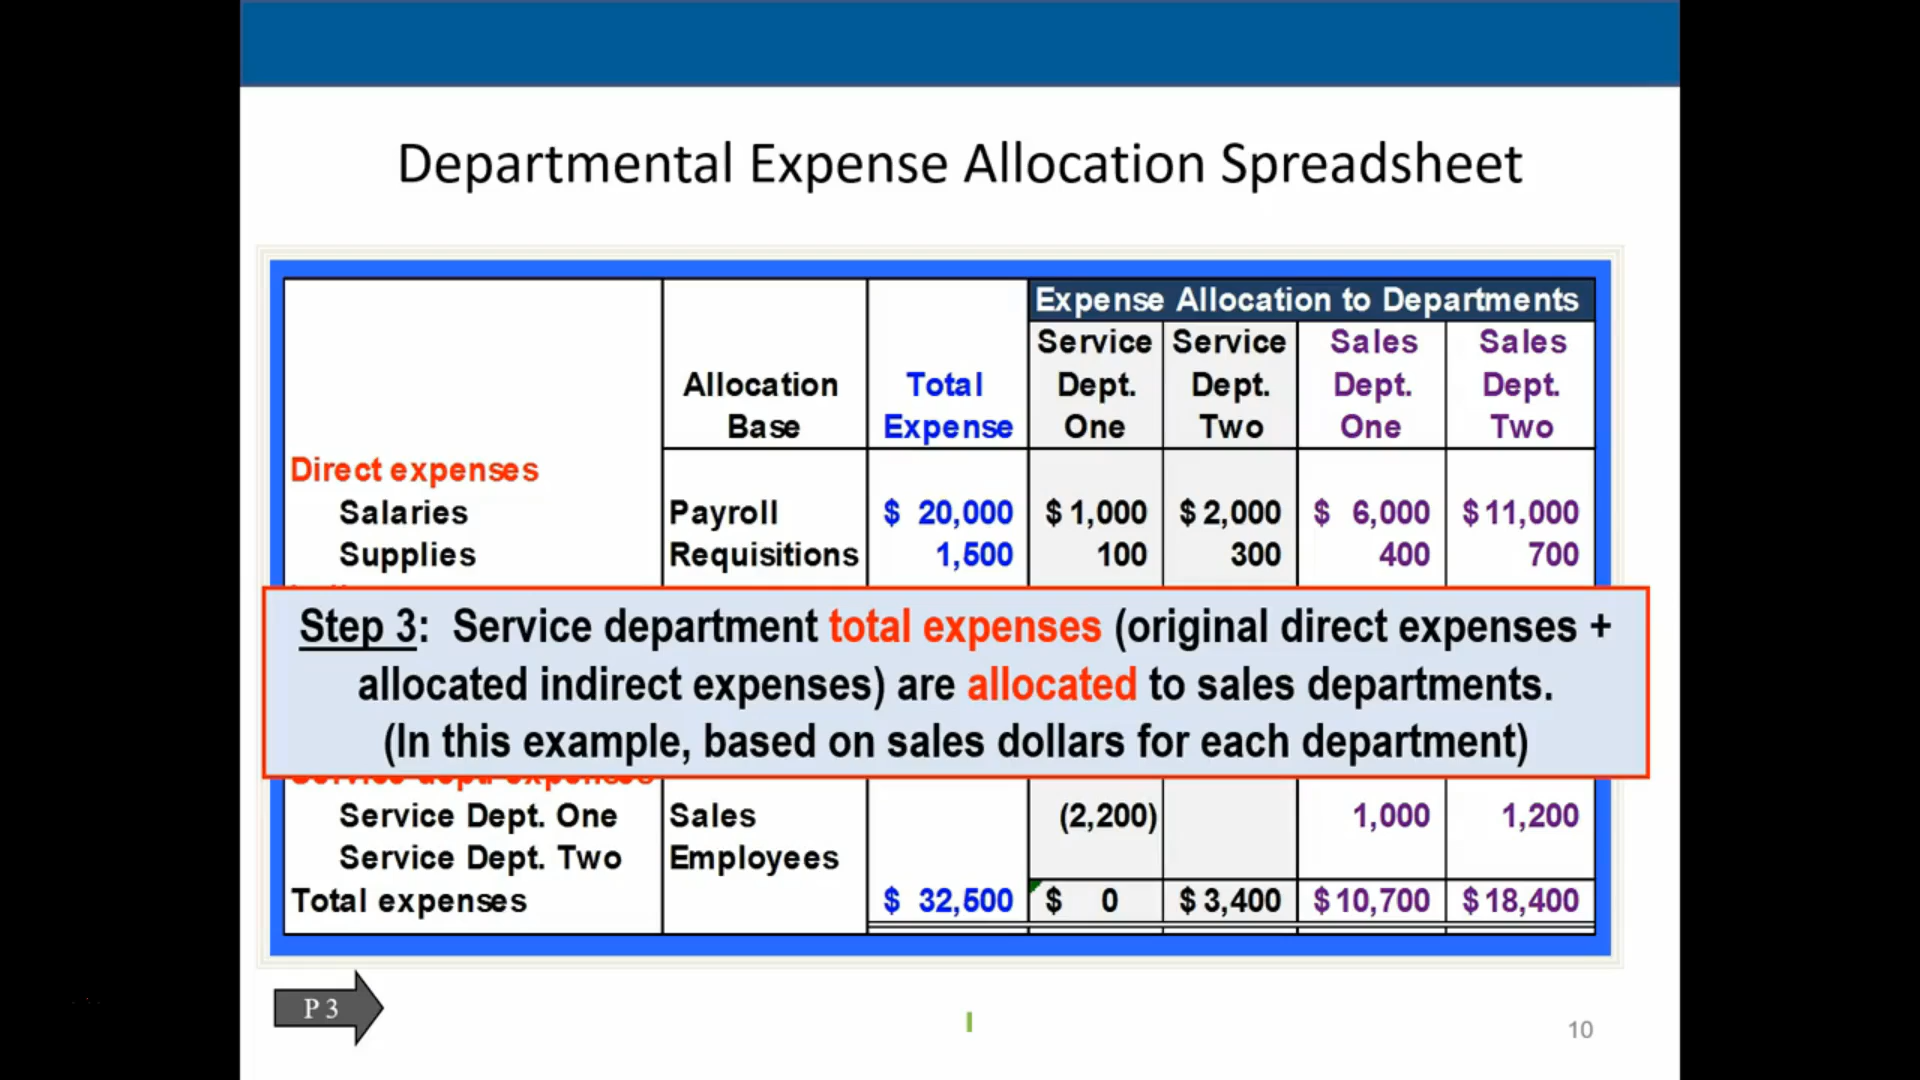 Departmental Expense Allocation Spreadsheet
Expense Allocation to Departments
Allocation Base Total Expense Service Dept. One Service Dept. Two Sales Dept. One Sales Dept. Two
Direct expenses
Salaries Payroll $ 20,000 $ 1,000 $ 2,000 $ 6,000 $ 11,000
Supplies Requisitions 1,500 100 300 400 700
Step 3: Service department total expenses (original direct expenses +
allocated indirect expenses) are allocated to sales departments.
(In this example, based on sales dollars for each department)
Service dept. expenses
Service Dept. One Sales (2,200) 1,000 1,200
Service Dept. Two Employees
Total expenses $ 32,500 $ 0 $ 3,400 $ 10,700 $ 18,400
P 3
10